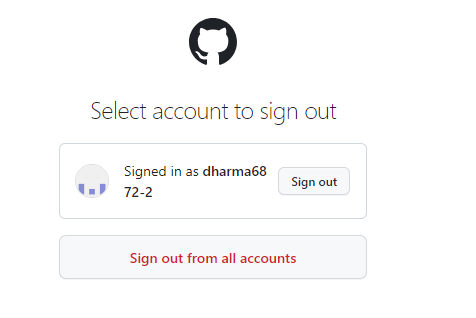 Select account to sign out
Signed in as dharma68
72-2
Sign out
Sign out from all accounts